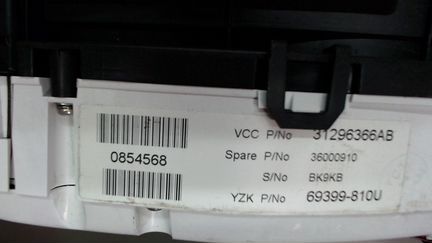 VCC P/No 31296366AB
0854568
Spare P/No 36000910
S/No BK9KB
YZK P/No 69399-810U